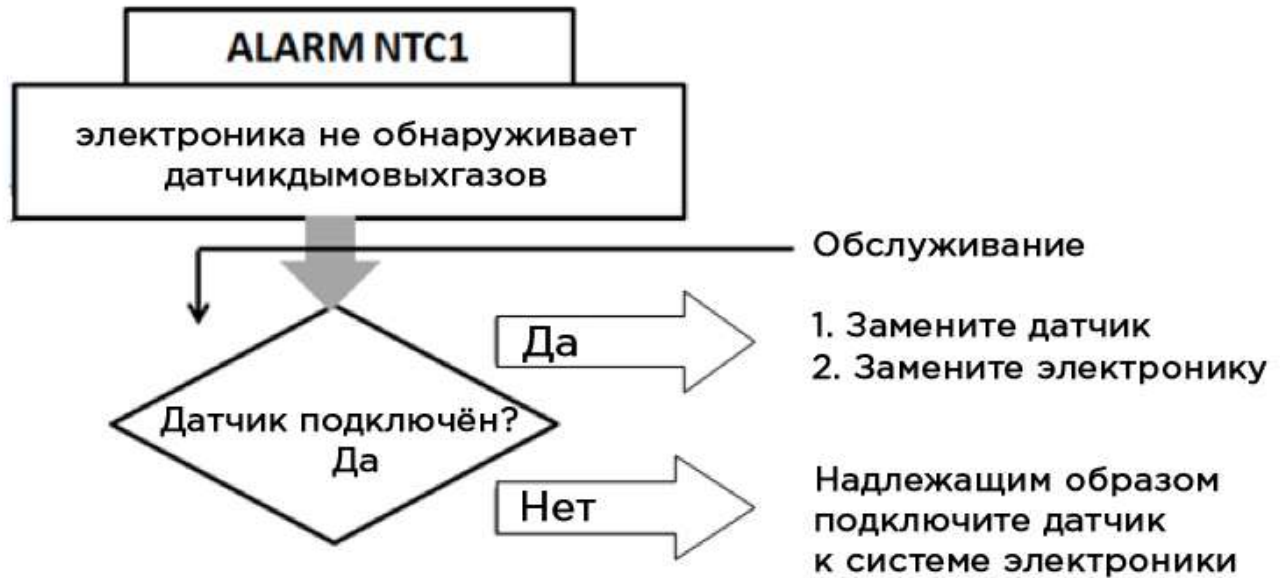 ALARM NTC1
электроника не обнаруживает
датчикдымовыхгазов
Обслуживание
Да
1. Замените датчик
2. Замените электронику
Датчик подключён?
Да
Нет
Надлежащим образом
подключите датчик
к системе электроники